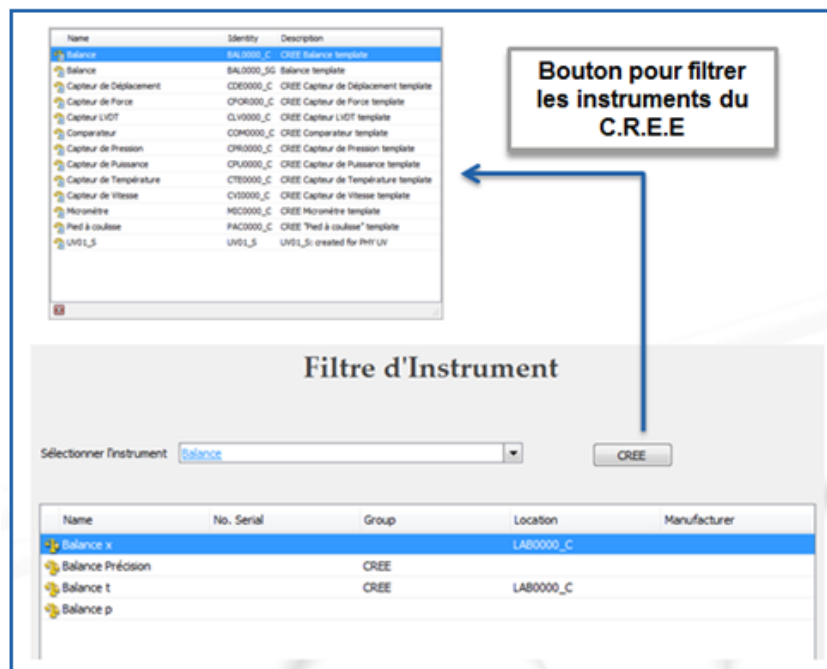 Name Identity Description
Balance BAL0000_C CREE Balance template
Balance BAL0000_SG Balance template
Capteur de Déplacement CDE0000_C CREE Capteur de Déplacement template
Capteur de Force CFOR000_C CREE Capteur de Force template
Capteur LVDT CLV0000_C CREE Capteur LVDT template
Comparateur COM0000_C CREE Comparateur template
Capteur de Pression CPR0000_C CREE Capteur de Pression template
Capteur de Puissance CPU0000_C CREE Capteur de Puissance template
Capteur de Température CTE0000_C CREE Capteur de Température template
Capteur de Vitesse CVI0000_C CREE Capteur de Vitesse template
Micromètre MIC0000_C CREE Micromètre template
Pied à coulisse PAC0000_C CREE "Pied à coulisse" template
UV01_S UV01_S UV01_S: created for PHY UV
Bouton pour filtrer
les instruments du
C.R.E.E
Filtre d'Instrument
Sélectionner l'instrument Balance CREE
Name No. Serial Group Location Manufacturer
Balance x LAB0000_C
Balance Précision CREE
Balance t CREE LAB0000_C
Balance p